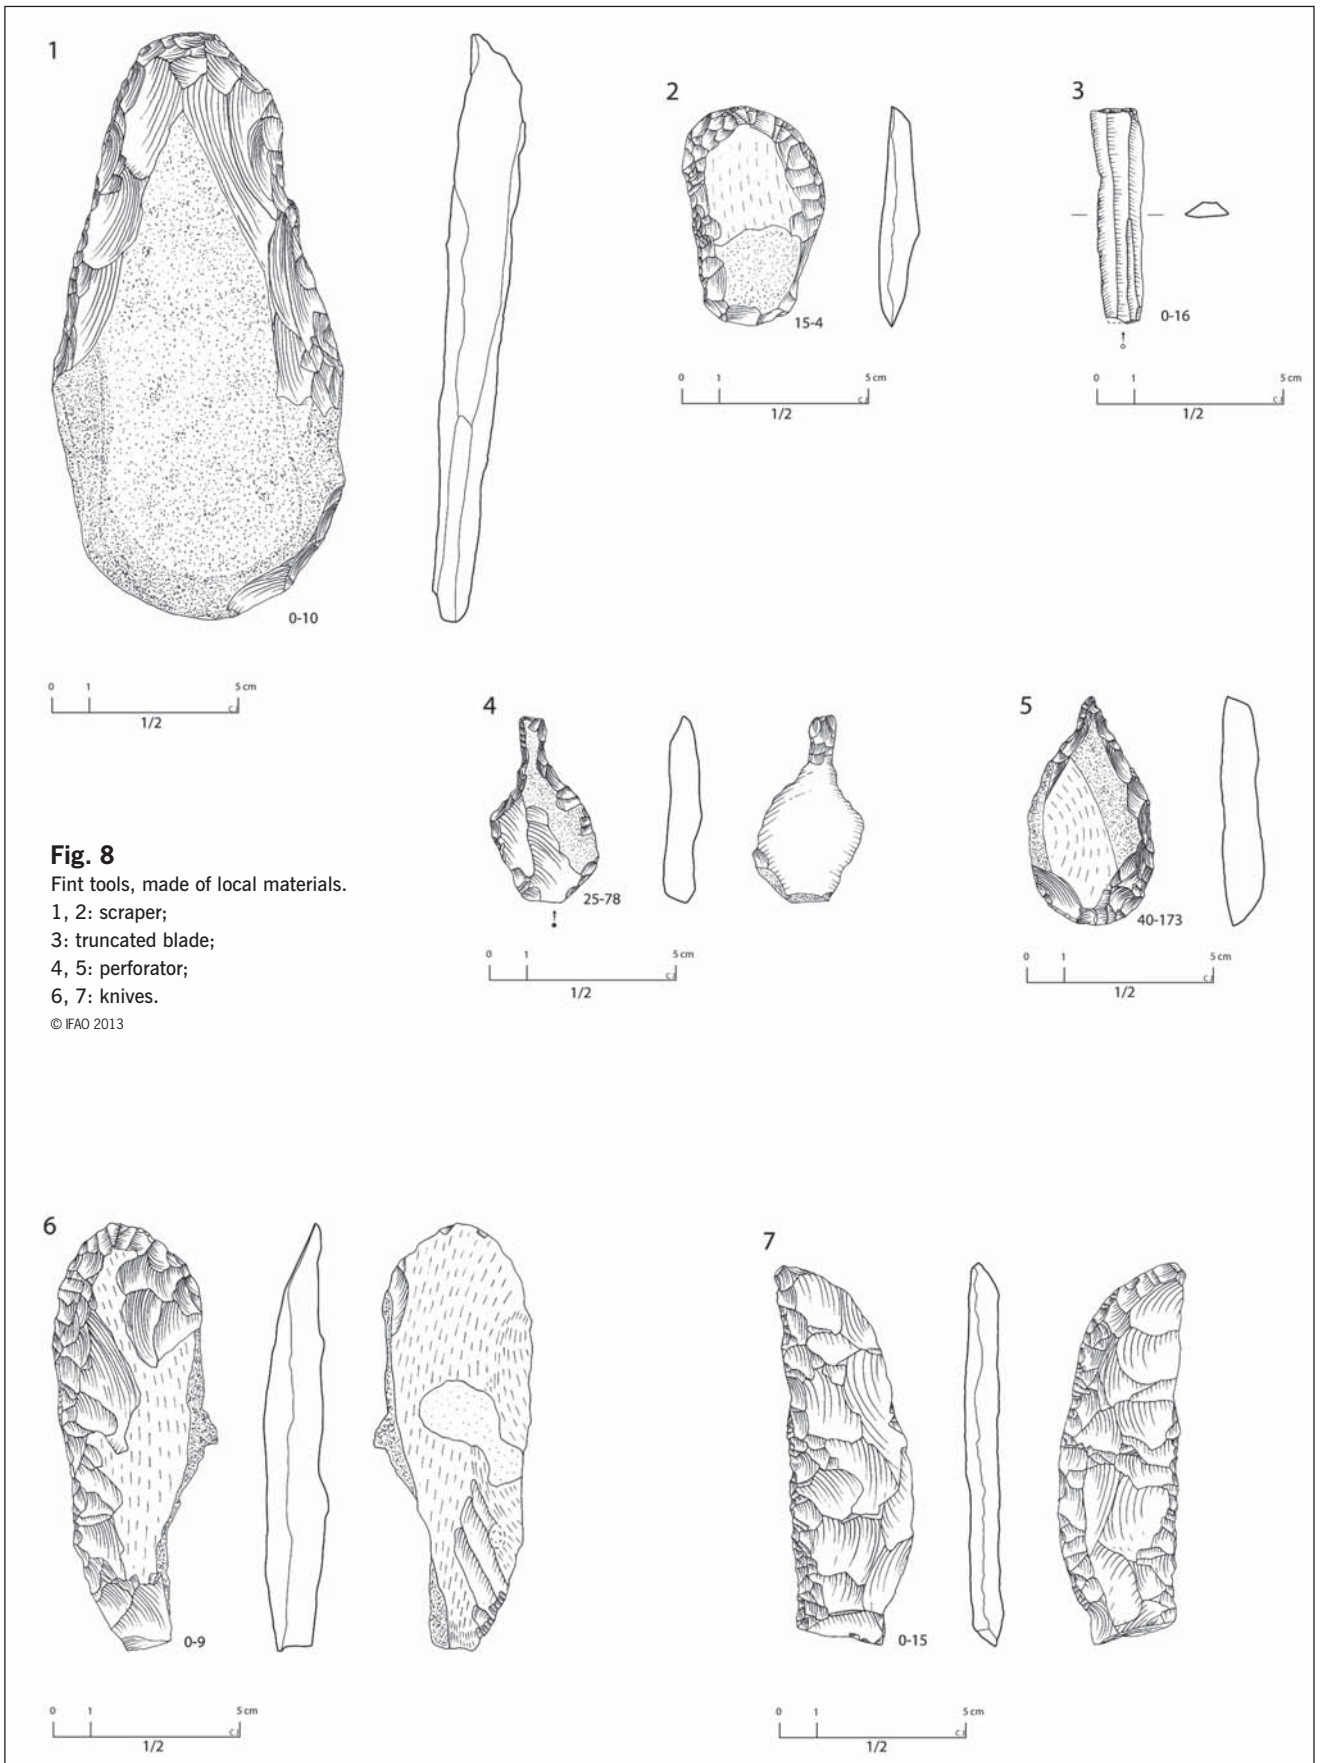 1
2
3
0-10
15-4
0-16
0 1 5 cm
C.J
1/2
0 1 5 cm
C.J
1/2
0 1 5 cm
C.J
1/2
4
5
25-78
40-173
0 1 5 cm
C.J
1/2
0 1 5 cm
C.J
1/2
Fig. 8
Fint tools, made of local materials.
1, 2: scraper;
3: truncated blade;
4, 5: perforator;
6, 7: knives.
© IFAO 2013
6
7
0-9
0-15
0 1 5 cm
C.J
1/2
0 1 5 cm
C.J
1/2